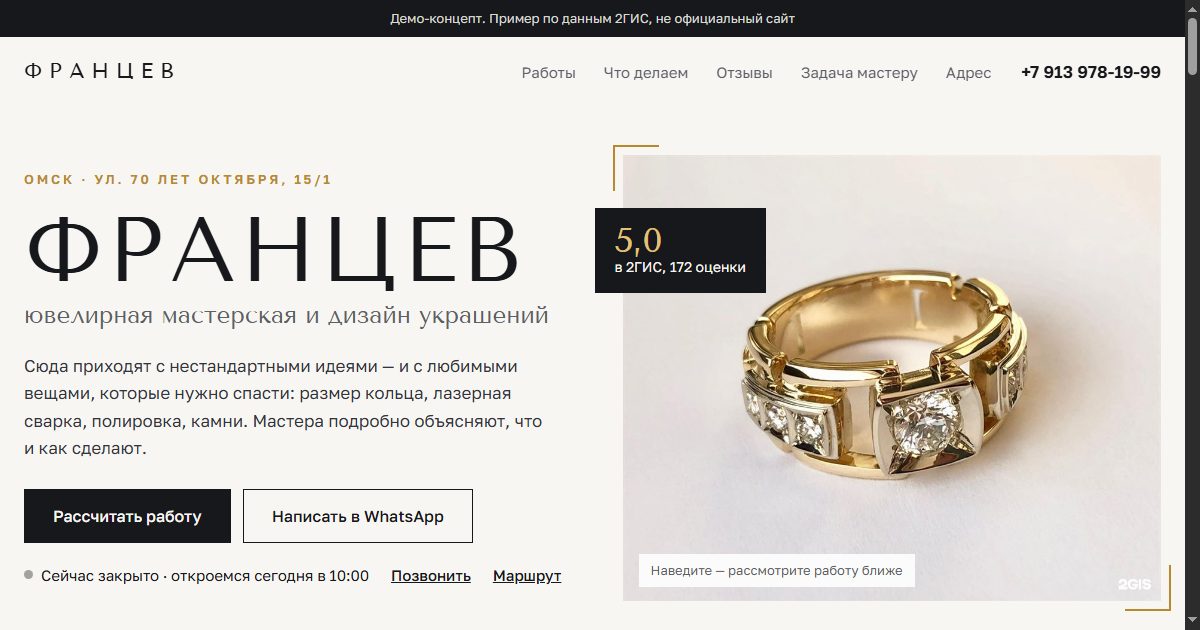 Демо-концепт. Пример по данным 2ГИС, не официальный сайт
ФРАНЦЕВ
Работы
Что делаем
Отзывы
Задача мастеру
Адрес
+7 913 978-19-99
ОМСК · УЛ. 70 ЛЕТ ОКТЯБРЯ, 15/1
ФРАНЦЕВ
ювелирная мастерская и дизайн украшений
Сюда приходят с нестандартными идеями — и с любимыми
вещами, которые нужно спасти: размер кольца, лазерная
сварка, полировка, камни. Мастера подробно объясняют, что
и как сделают.
Рассчитать работу
Написать в WhatsApp
Сейчас закрыто · откроемся сегодня в 10:00
Позвонить
Маршрут
5,0
в 2ГИС, 172 оценки
Наведите — рассмотрите работу ближе
2GIS